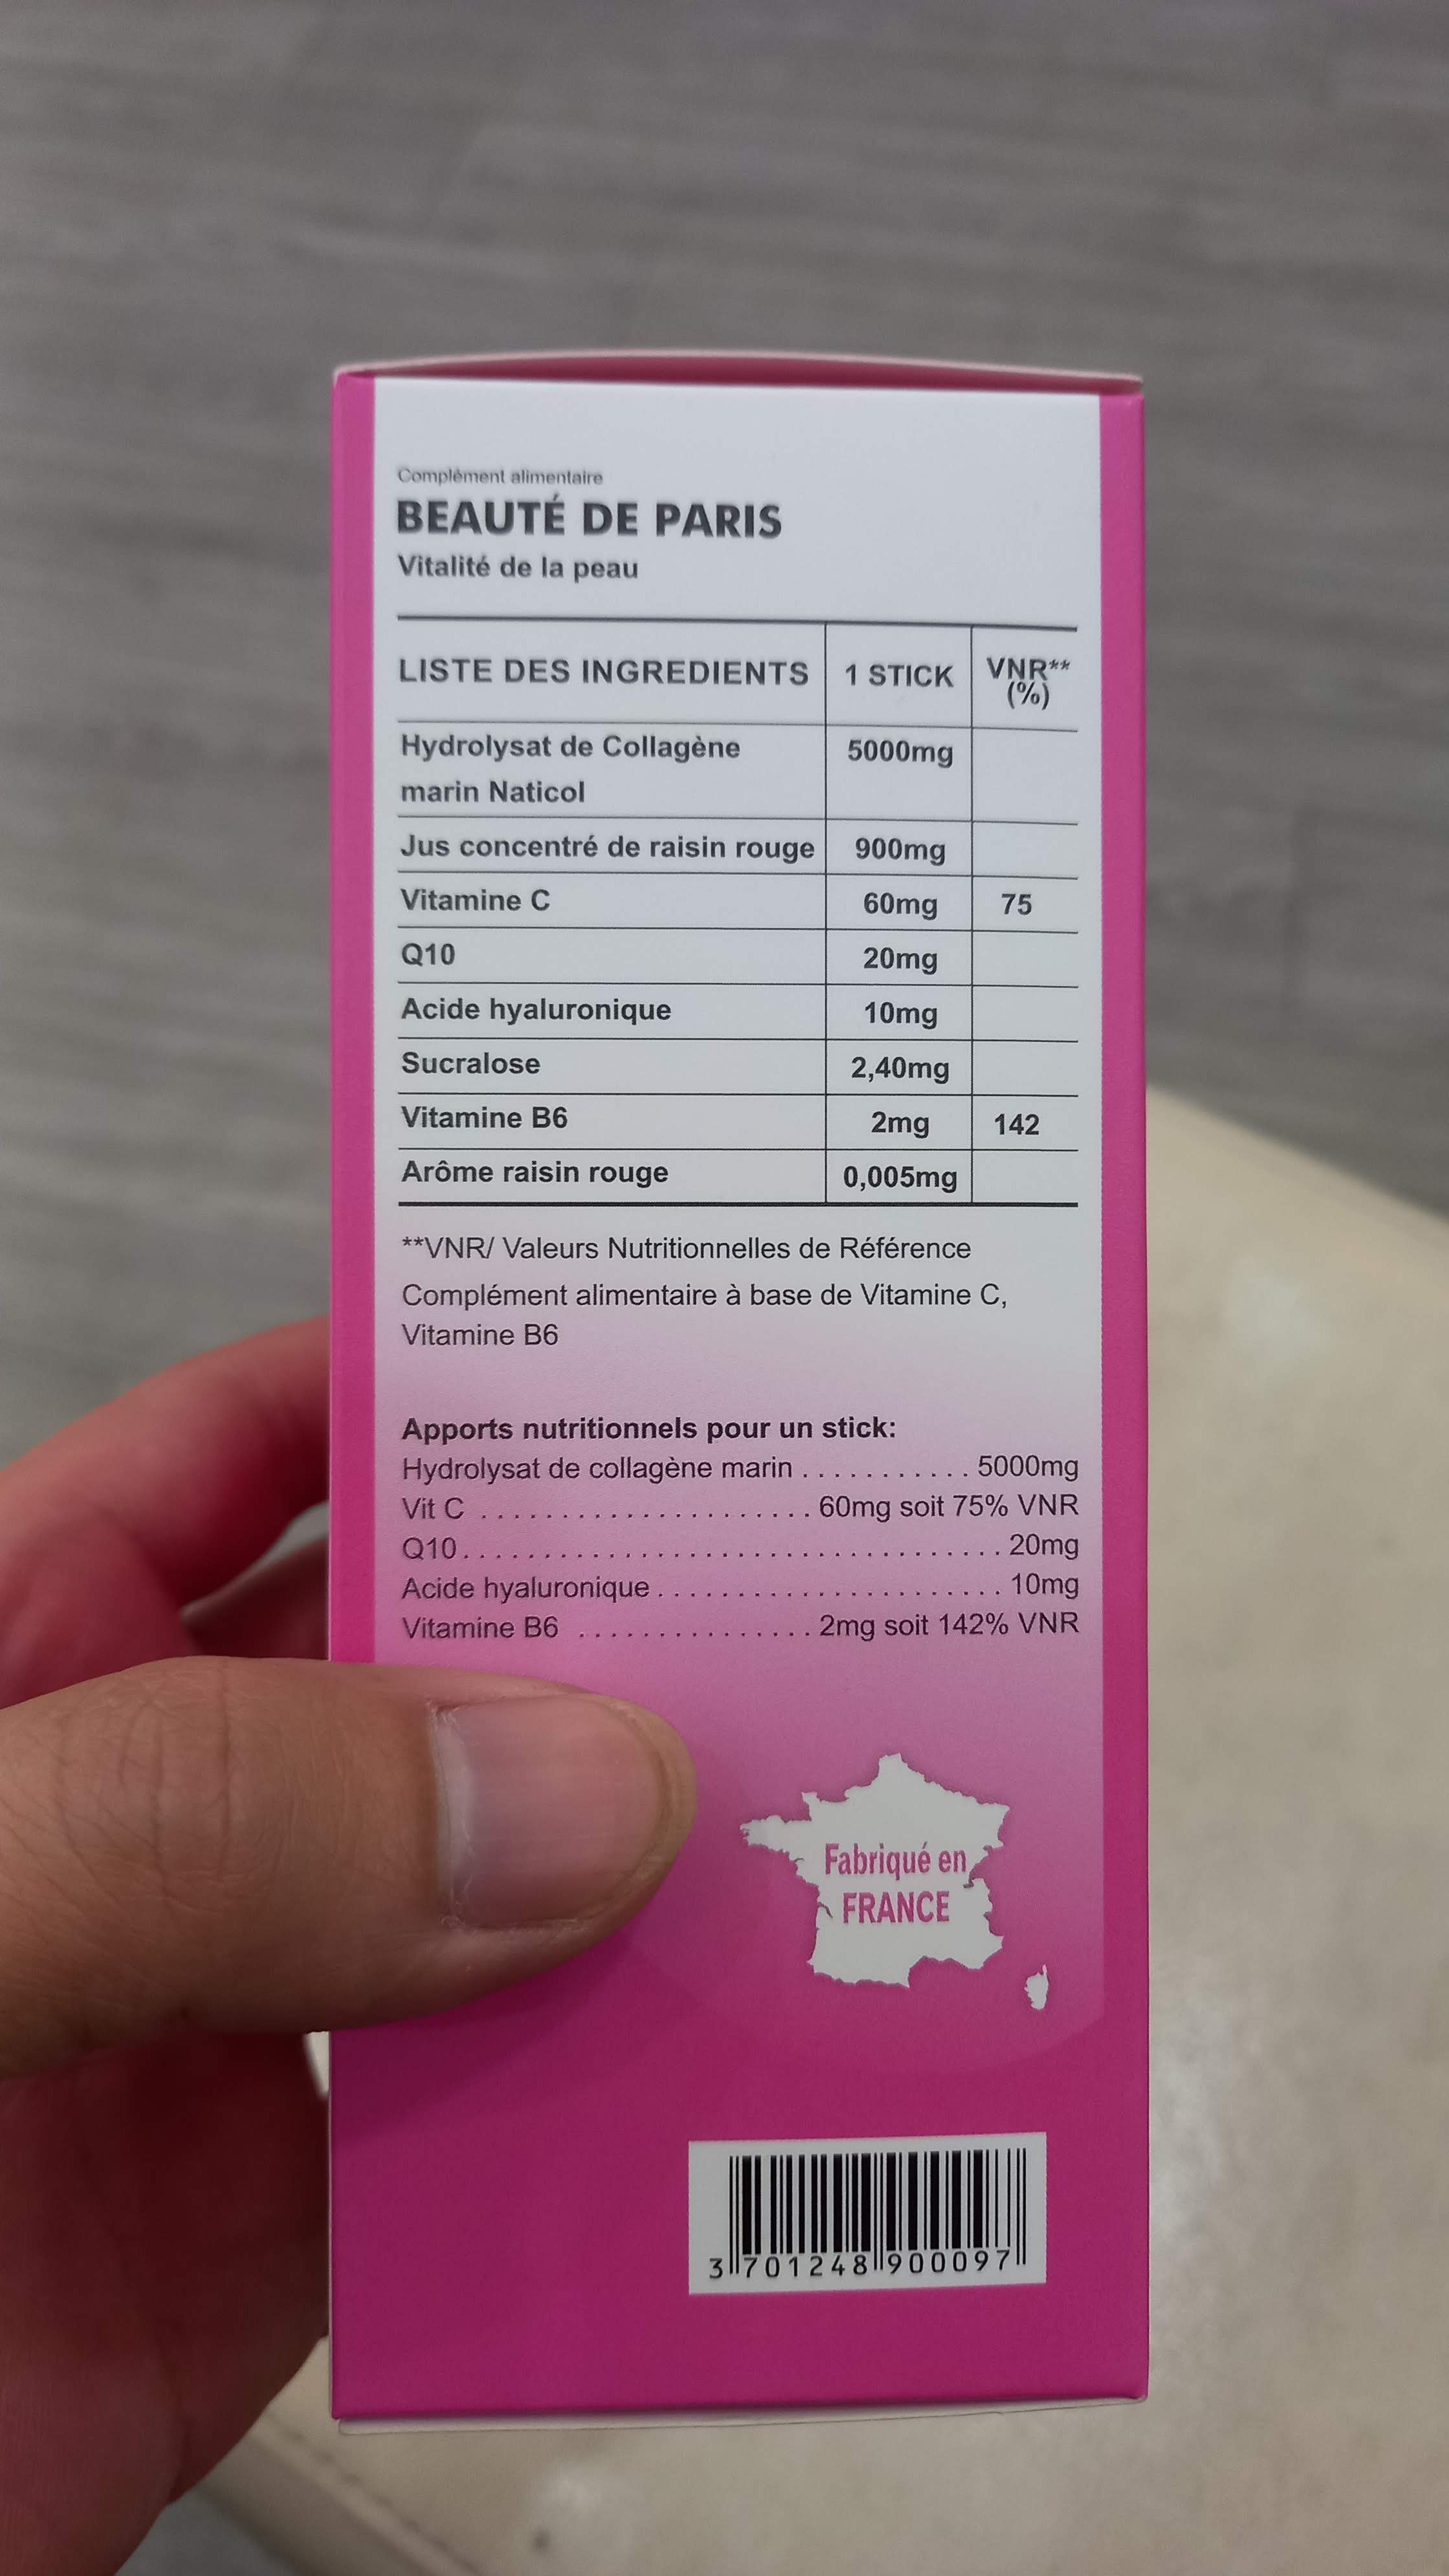 Complément alimentaire
BEAUTÉ DE PARIS
Vitalité de la peau
LISTE DES INGREDIENTS 1 STICK VNR** (%)
Hydrolysat de Collagène marin Naticol 5000mg
Jus concentré de raisin rouge 900mg
Vitamine C 60mg 75
Q10 20mg
Acide hyaluronique 10mg
Sucralose 2,40mg
Vitamine B6 2mg 142
Arôme raisin rouge 0,005mg
**VNR/ Valeurs Nutritionnelles de Référence
Complément alimentaire à base de Vitamine C,
Vitamine B6
Apports nutritionnels pour un stick:
Hydrolysat de collagène marin . . . . . . . . . . . 5000mg
Vit C . . . . . . . . . . . . . . . . . . . . . 60mg soit 75% VNR
Q10. . . . . . . . . . . . . . . . . . . . . . . . . . . . . . . . . . 20mg
Acide hyaluronique . . . . . . . . . . . . . . . . . . . . . . 10mg
Vitamine B6 . . . . . . . . . . . . . . . 2mg soit 142% VNR
Fabriqué en
FRANCE
3 701248 900097